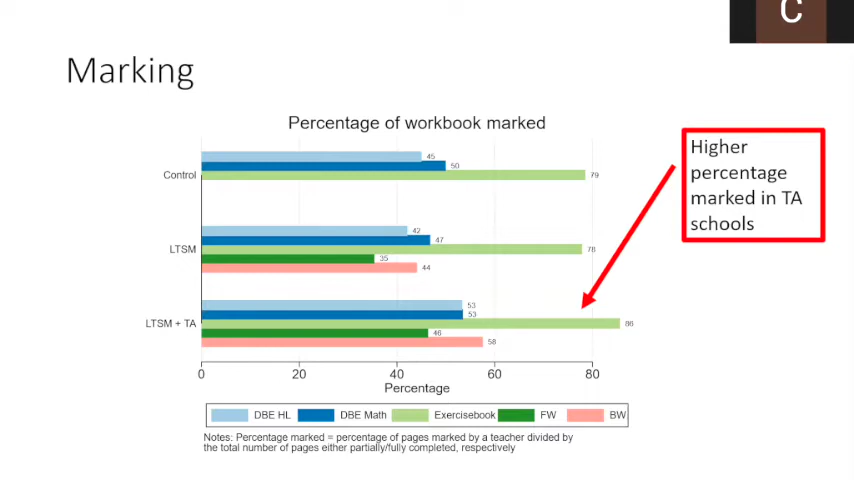 C
Marking
Percentage of workbook marked
Higher
percentage
marked in TA
schools
Control
45
50
79
LTSM
42
47
78
35
44
LTSM + TA
53
53
86
46
58
0 20 40 60 80
Percentage
DBE HL DBE Math Exercisebook FW BW
Notes: Percentage marked = percentage of pages marked by a teacher divided by
the total number of pages either partially/fully completed, respectively